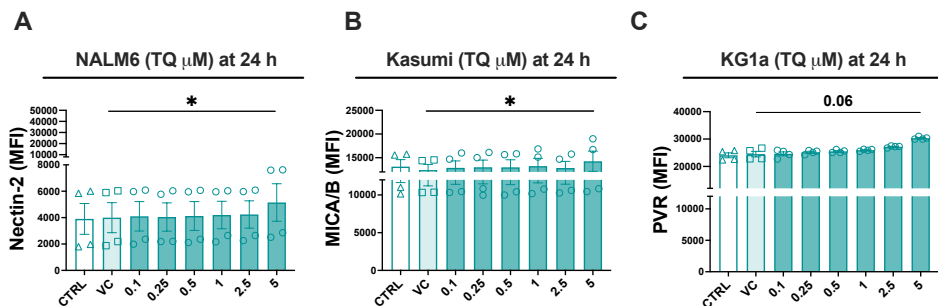 A
NALM6 (TQ μM) at 24 h
*
Nectin-2 (MFI)
50000
40000
30000
20000
10000
8000
6000
4000
2000
0
CTRL
VC
0.1
0.25
0.5
1
2.5
5
B
Kasumi (TQ μM) at 24 h
*
MICA/B (MFI)
25000
20000
15000
10000
5000
0
CTRL
VC
0.1
0.25
0.5
1
2.5
5
C
KG1a (TQ μM) at 24 h
0.06
PVR (MFI)
40000
30000
20000
10000
5000
0
CTRL
VC
0.1
0.25
0.5
1
2.5
5